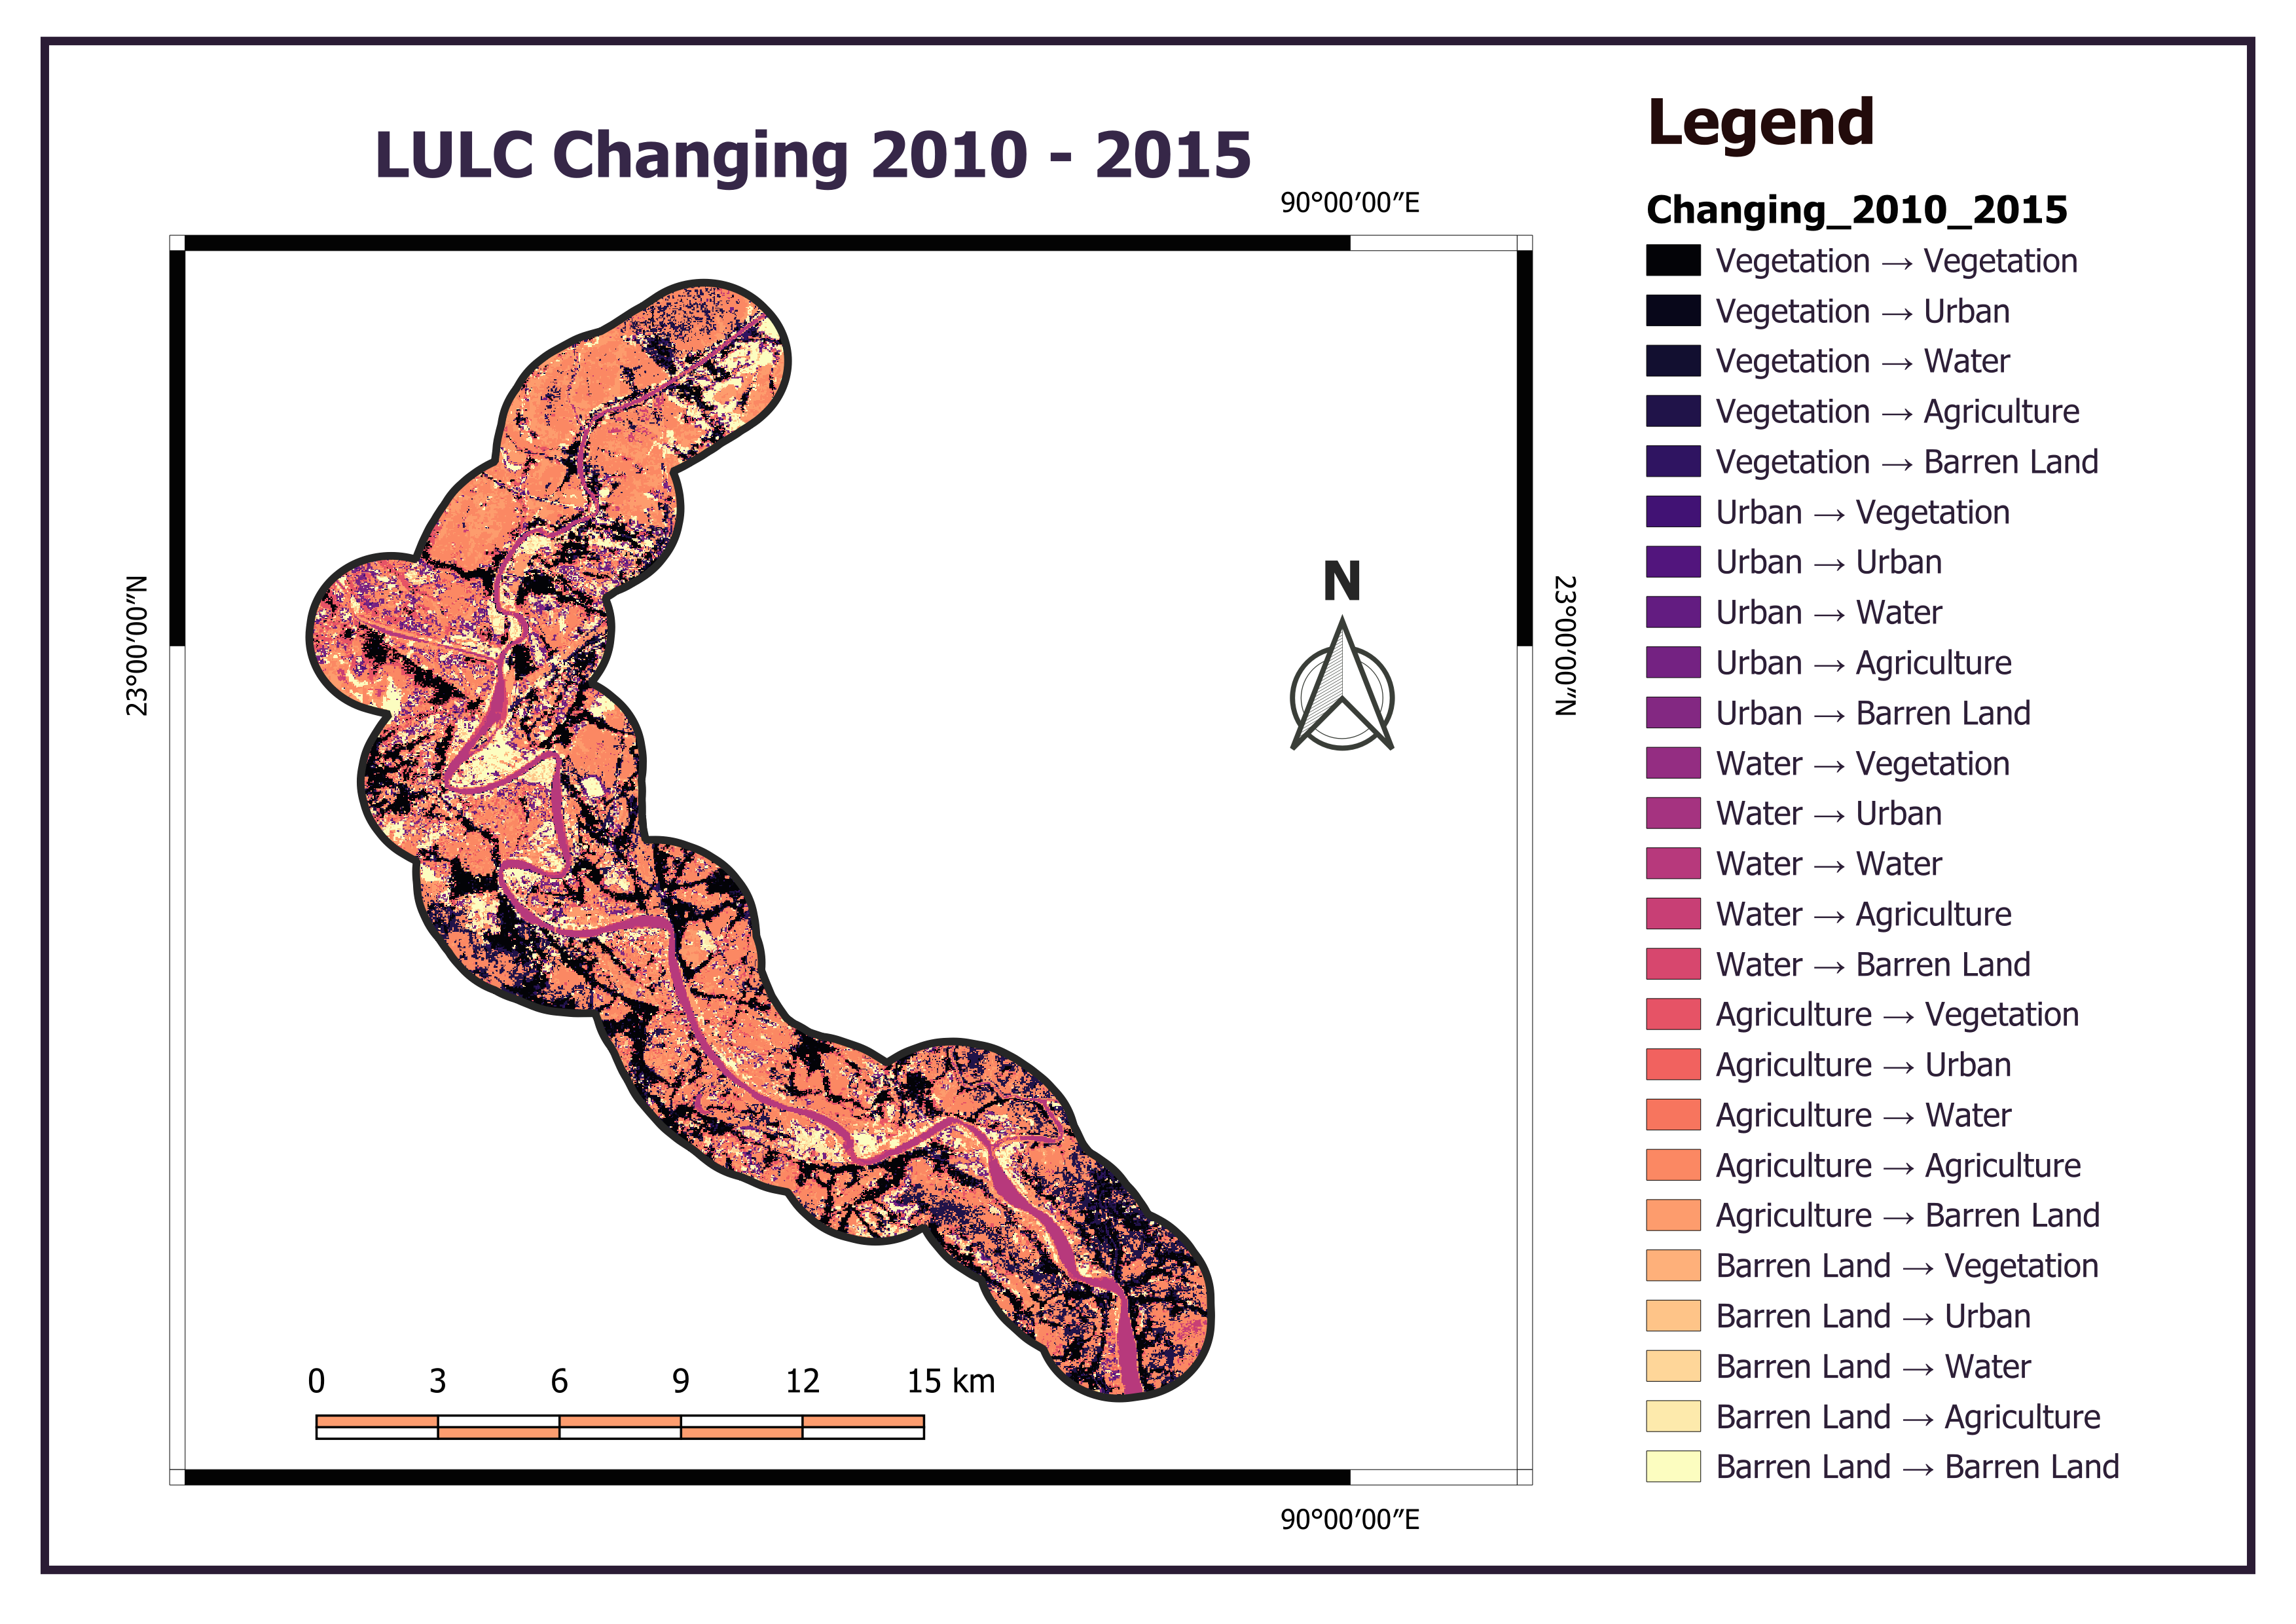 LULC Changing 2010 - 2015
90°00′00″E
23°00′00″N
23°00′00″N
N
0 3 6 9 12 15 km
90°00′00″E
Legend
Changing_2010_2015
Vegetation → Vegetation
Vegetation → Urban
Vegetation → Water
Vegetation → Agriculture
Vegetation → Barren Land
Urban → Vegetation
Urban → Urban
Urban → Water
Urban → Agriculture
Urban → Barren Land
Water → Vegetation
Water → Urban
Water → Water
Water → Agriculture
Water → Barren Land
Agriculture → Vegetation
Agriculture → Urban
Agriculture → Water
Agriculture → Agriculture
Agriculture → Barren Land
Barren Land → Vegetation
Barren Land → Urban
Barren Land → Water
Barren Land → Agriculture
Barren Land → Barren Land